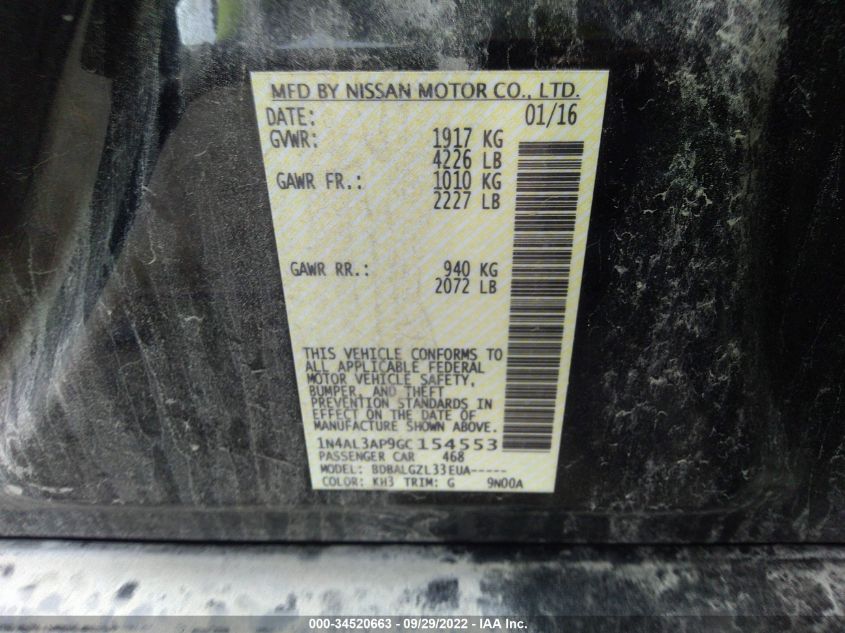 MFD BY NISSAN MOTOR CO., LTD.
DATE: 01/16
GVWR: 1917 KG
4226 LB
GAWR FR.: 1010 KG
2227 LB
GAWR RR.: 940 KG
2072 LB
THIS VEHICLE CONFORMS TO
ALL APPLICABLE FEDERAL
MOTOR VEHICLE SAFETY,
BUMPER, AND THEFT
PREVENTION STANDARDS IN
EFFECT ON THE DATE OF
MANUFACTURE SHOWN ABOVE.
1N4AL3AP9GC154553
PASSENGER CAR 468
MODEL: BDBALGZL33EUA-----
COLOR: KH3 TRIM: G 9N00A
000-34520663 - 09/29/2022 - IAA Inc.